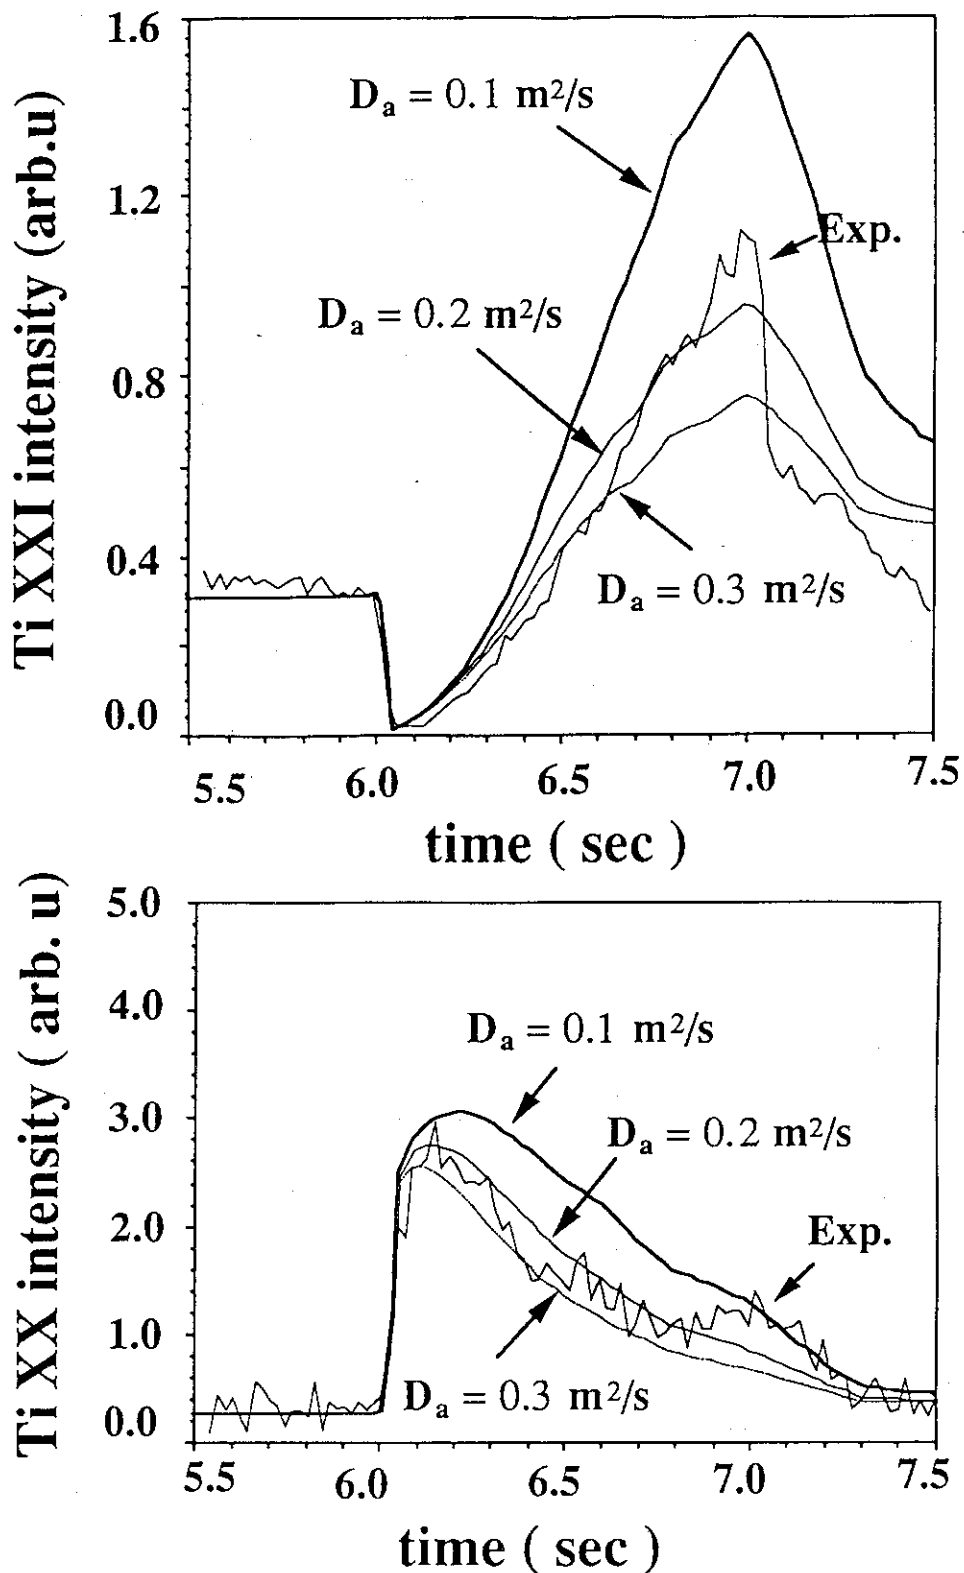 Ti XXI intensity (arb.u)
1.6
1.2
0.8
0.4
0.0
D_a = 0.1 m²/s
Exp.
D_a = 0.2 m²/s
D_a = 0.3 m²/s
5.5 6.0 6.5 7.0 7.5
time ( sec )
Ti XX intensity ( arb. u)
5.0
4.0
3.0
2.0
1.0
0.0
D_a = 0.1 m²/s
D_a = 0.2 m²/s
Exp.
D_a = 0.3 m²/s
5.5 6.0 6.5 7.0 7.5
time ( sec )